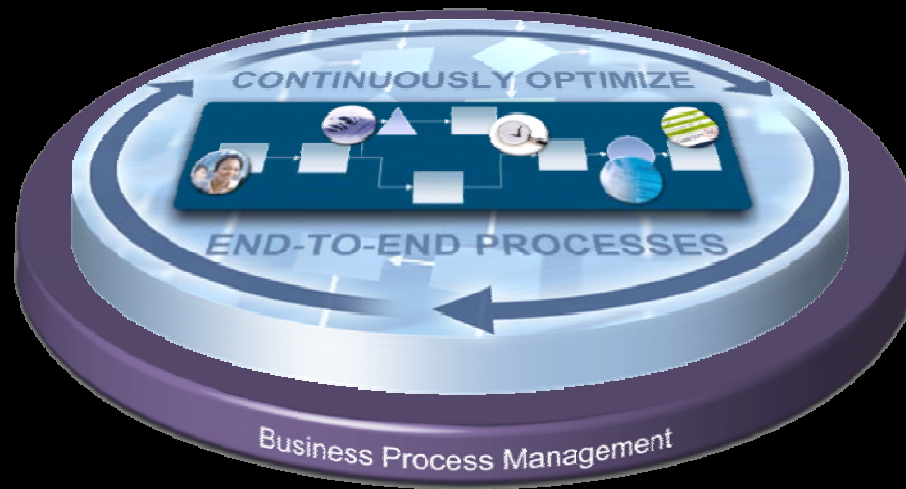 CONTINUOUSLY OPTIMIZE
END-TO-END PROCESSES
Business Process Management